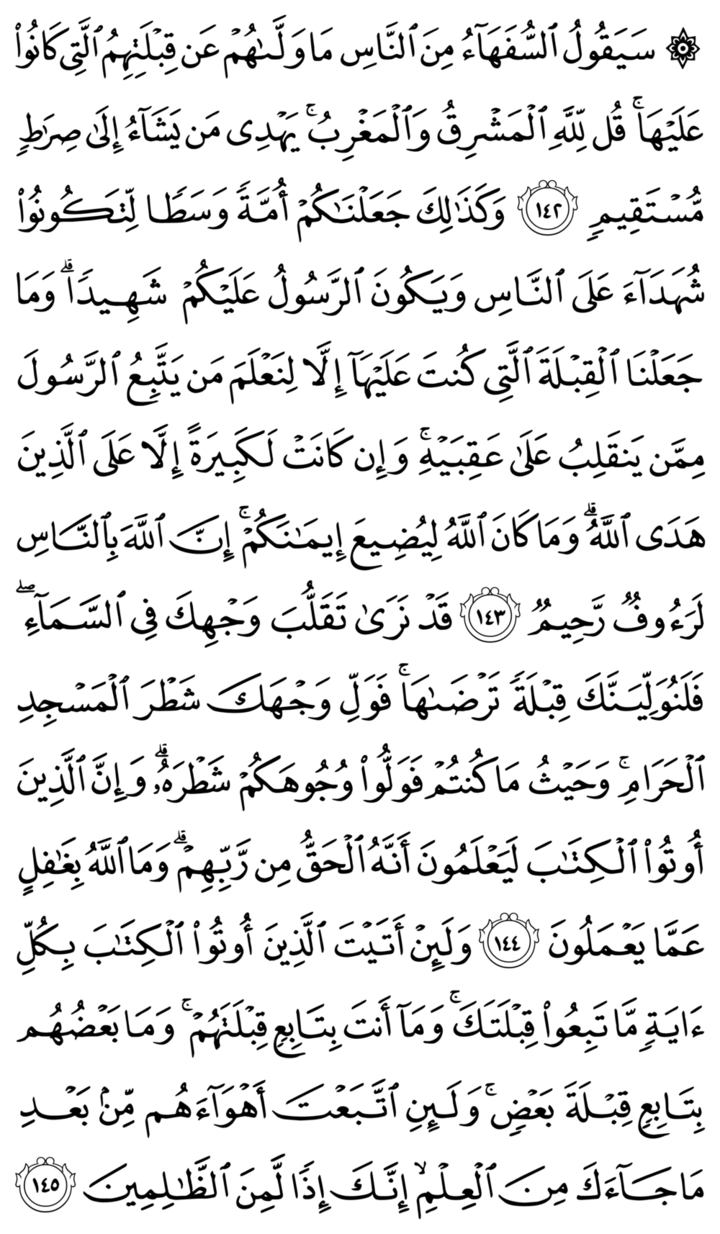 ۞ سَيَقُولُ ٱلسُّفَهَآءُ مِنَ ٱلنَّاسِ مَا وَلَّىٰهُمْ عَن قِبْلَتِهِمُ ٱلَّتِى كَانُوا۟
عَلَيْهَا ۚ قُل لِّلَّهِ ٱلْمَشْرِقُ وَٱلْمَغْرِبُ ۚ يَهْدِى مَن يَشَآءُ إِلَىٰ صِرَٰطٍ
مُّسْتَقِيمٍ ١٤٢ وَكَذَٰلِكَ جَعَلْنَـٰكُمْ أُمَّةً وَسَطًا لِّتَكُونُوا۟
شُهَدَآءَ عَلَى ٱلنَّاسِ وَيَكُونَ ٱلرَّسُولُ عَلَيْكُمْ شَهِيدًا ۗ وَمَا
جَعَلْنَا ٱلْقِبْلَةَ ٱلَّتِى كُنتَ عَلَيْهَآ إِلَّا لِنَعْلَمَ مَن يَتَّبِعُ ٱلرَّسُولَ
مِمَّن يَنقَلِبُ عَلَىٰ عَقِبَيْهِ ۚ وَإِن كَانَتْ لَكَبِيرَةً إِلَّا عَلَى ٱلَّذِينَ
هَدَى ٱللَّهُ ۗ وَمَا كَانَ ٱللَّهُ لِيُضِيعَ إِيمَـٰنَكُمْ ۚ إِنَّ ٱللَّهَ بِٱلنَّاسِ
لَرَءُوفٌ رَّحِيمٌ ١٤٣ قَدْ نَرَىٰ تَقَلُّبَ وَجْهِكَ فِى ٱلسَّمَآءِ ۖ
فَلَنُوَلِّيَنَّكَ قِبْلَةً تَرْضَىٰهَا ۚ فَوَلِّ وَجْهَكَ شَطْرَ ٱلْمَسْجِدِ
ٱلْحَرَامِ ۚ وَحَيْثُ مَا كُنتُمْ فَوَلُّوا۟ وُجُوهَكُمْ شَطْرَهُۥ ۗ وَإِنَّ ٱلَّذِينَ
أُوتُوا۟ ٱلْكِتَـٰبَ لَيَعْلَمُونَ أَنَّهُ ٱلْحَقُّ مِن رَّبِّهِمْ ۗ وَمَا ٱللَّهُ بِغَـٰفِلٍ
عَمَّا يَعْمَلُونَ ١٤٤ وَلَئِنْ أَتَيْتَ ٱلَّذِينَ أُوتُوا۟ ٱلْكِتَـٰبَ بِكُلِّ
ءَايَةٍ مَّا تَبِعُوا۟ قِبْلَتَكَ ۚ وَمَآ أَنتَ بِتَابِعٍ قِبْلَتَهُمْ ۚ وَمَا بَعْضُهُم
بِتَابِعٍ قِبْلَةَ بَعْضٍ ۚ وَلَئِنِ ٱتَّبَعْتَ أَهْوَآءَهُم مِّنۢ بَعْدِ
مَا جَآءَكَ مِنَ ٱلْعِلْمِ ۙ إِنَّكَ إِذًا لَّمِنَ ٱلظَّـٰلِمِينَ ١٤٥